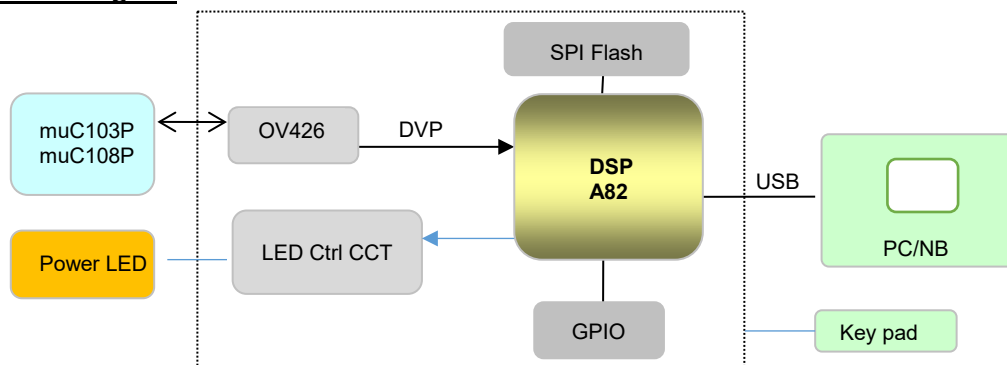 SPI Flash
muC103P
muC108P
OV426
DVP
DSP
A82
USB
PC/NB
Power LED
LED Ctrl CCT
GPIO
Key pad